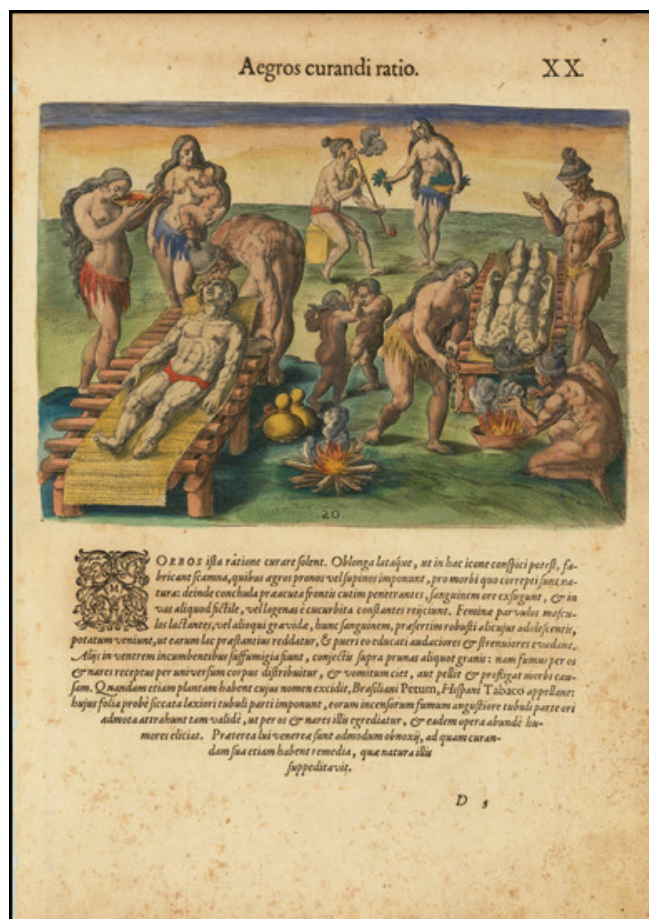 Aegros curandi ratio. XX.
20
MORBOS iſta ratione curare ſolent. Oblonga lataque, ut in hac icone conſpici poteſt, fa-
bricant ſcamna, quibus ægros pronos vel ſupinos imponunt, pro morbi quo correpti ſunt na-
tura: deinde conchula præacuta frontis cutim penetrantes, ſanguinem ore exſugunt, & in
vas aliquod fictile, vel lagenas è cucurbita conſtantes rejiciunt. Feminæ parvulos maſcu-
los lactantes, vel alioqui gravidæ, hunc ſanguinem, præſertim robuſti alicujus adoleſcentis,
potatum veniunt, ut earum lac præſtantius reddatur, & pueri eo educati audaciores & ſtrenuiores evadant.
Alijs in ventrem incumbentibus ſuffumigia fiunt, conjectis ſupra prunas aliquot granis: nam fumus per os
& nares receptus per univerſum corpus diſtribuitur, & vomitum ciet, aut pellit & profligat morbi cau-
ſam. Quandam etiam plantam habent cujus nomen excidit, Braſiliani Petum, Hiſpani Tabaco appellant:
hujus folia probè ſiccata laxiori tubuli parti imponunt, eorum incenſorum fumum anguſtiore tubuli parte ori
admota attrahunt tam validè, ut per os & nares illis egrediatur, & eadem opera abundè hu-
mores eliciat. Præterea lui venereæ ſunt admodum obnoxij, ad quam curan-
dam ſua etiam habent remedia, quæ natura illis
ſuppeditavit.
D 3